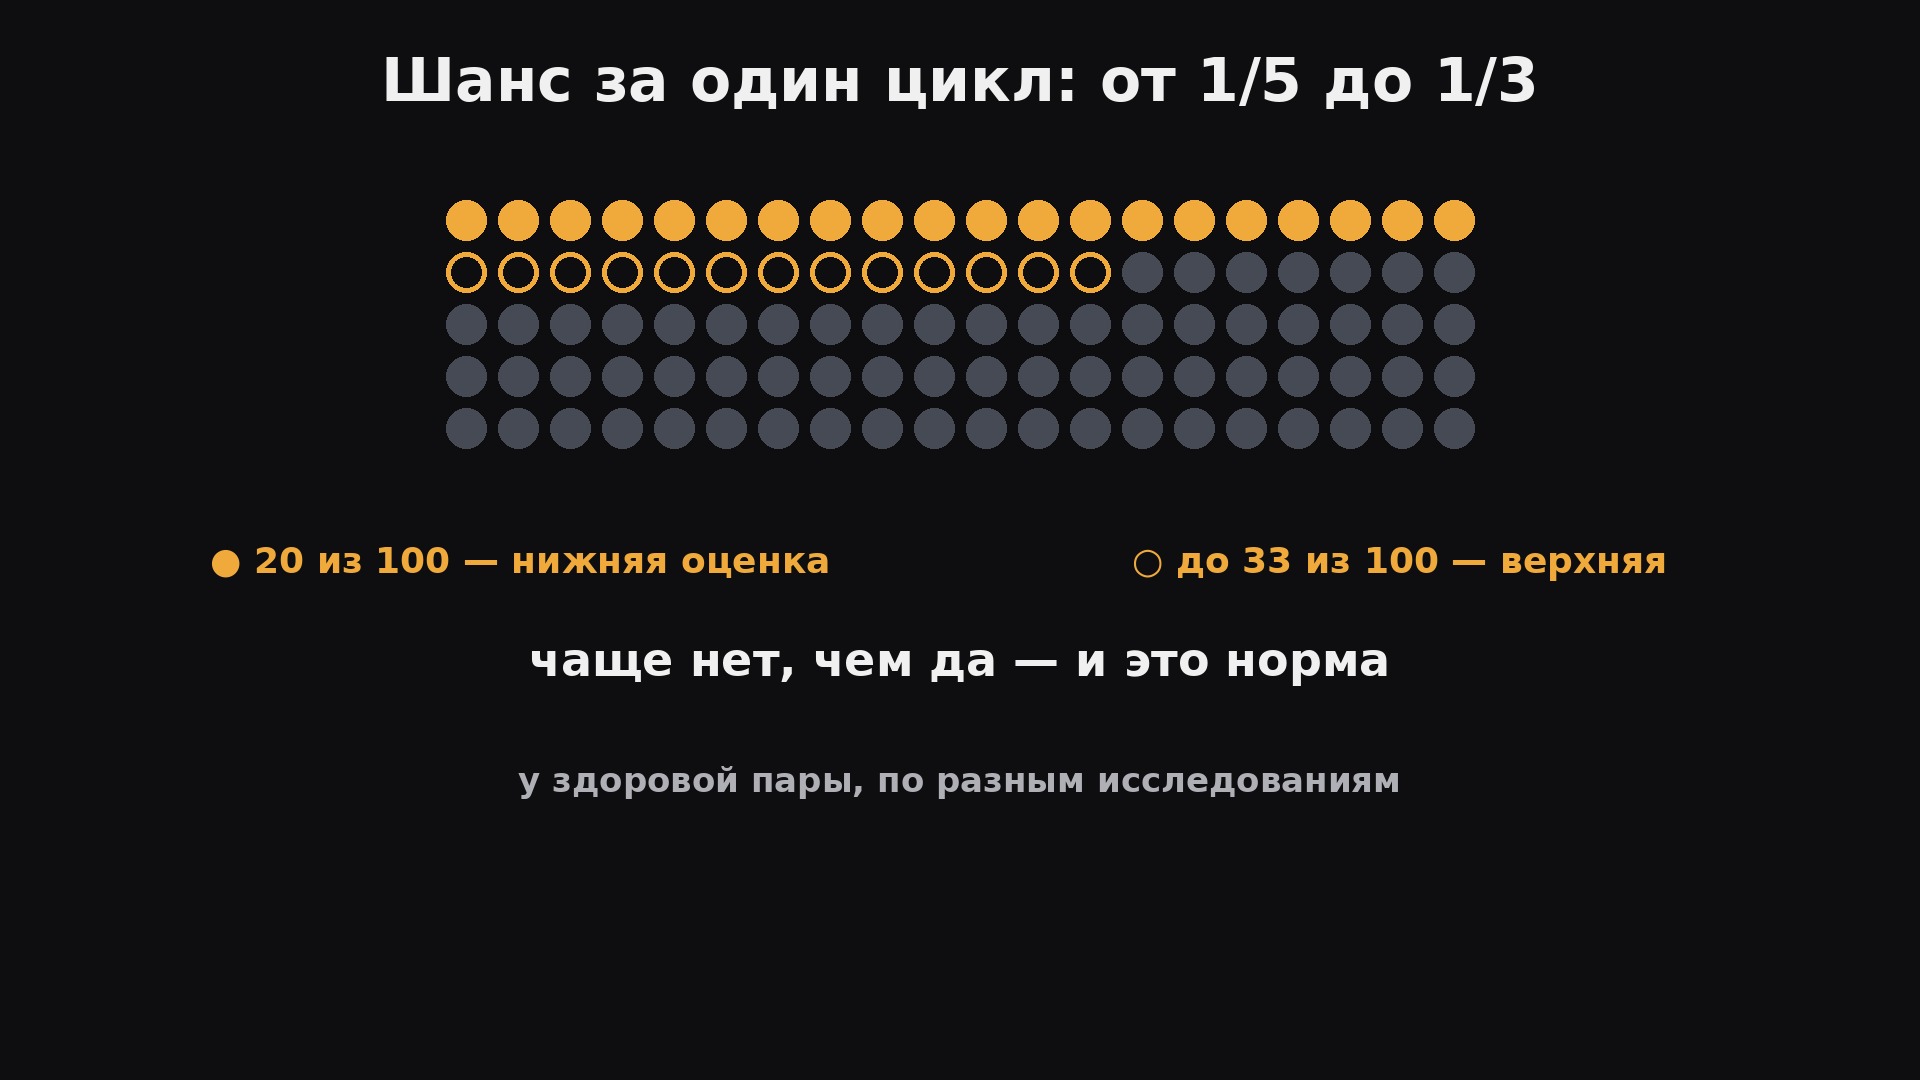 Шанс за один цикл: от 1/5 до 1/3
● 20 из 100 — нижняя оценка
○ до 33 из 100 — верхняя
чаще нет, чем да — и это норма
у здоровой пары, по разным исследованиям